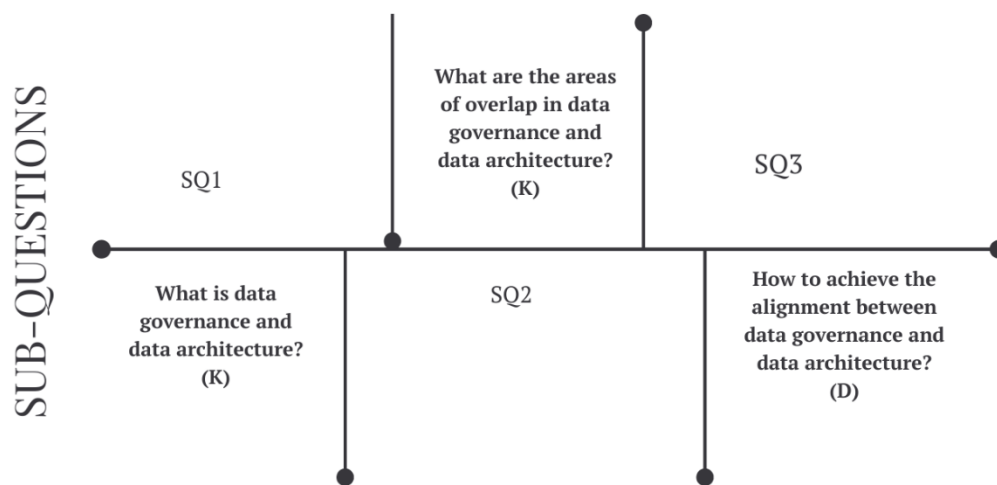 SUB-QUESTIONS
SQ1
What is data
governance and
data architecture?
(K)
What are the areas
of overlap in data
governance and
data architecture?
(K)
SQ2
SQ3
How to achieve the
alignment between
data governance and
data architecture?
(D)